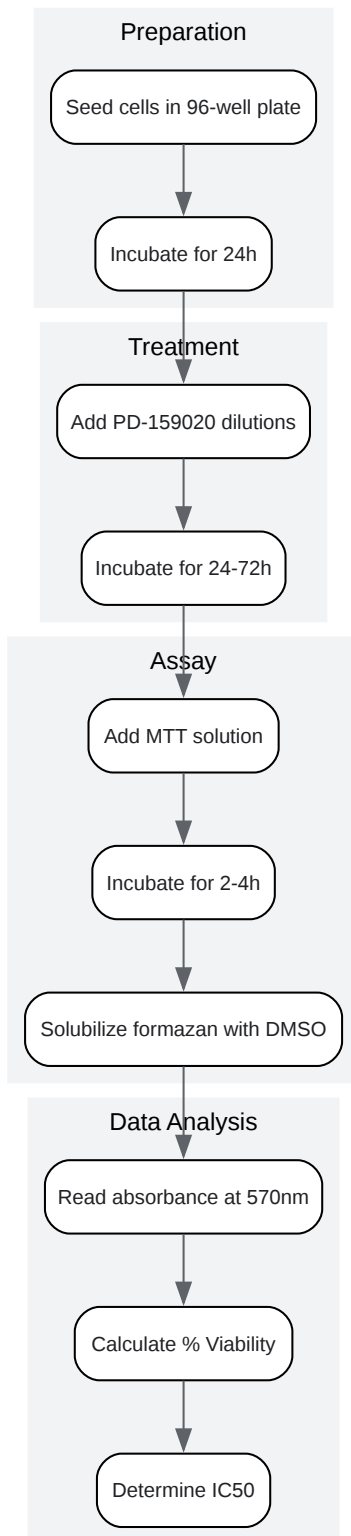 Preparation
Seed cells in 96-well plate
Incubate for 24h
Treatment
Add PD-159020 dilutions
Incubate for 24-72h
Assay
Add MTT solution
Incubate for 2-4h
Solubilize formazan with DMSO
Data Analysis
Read absorbance at 570nm
Calculate % Viability
Determine IC50